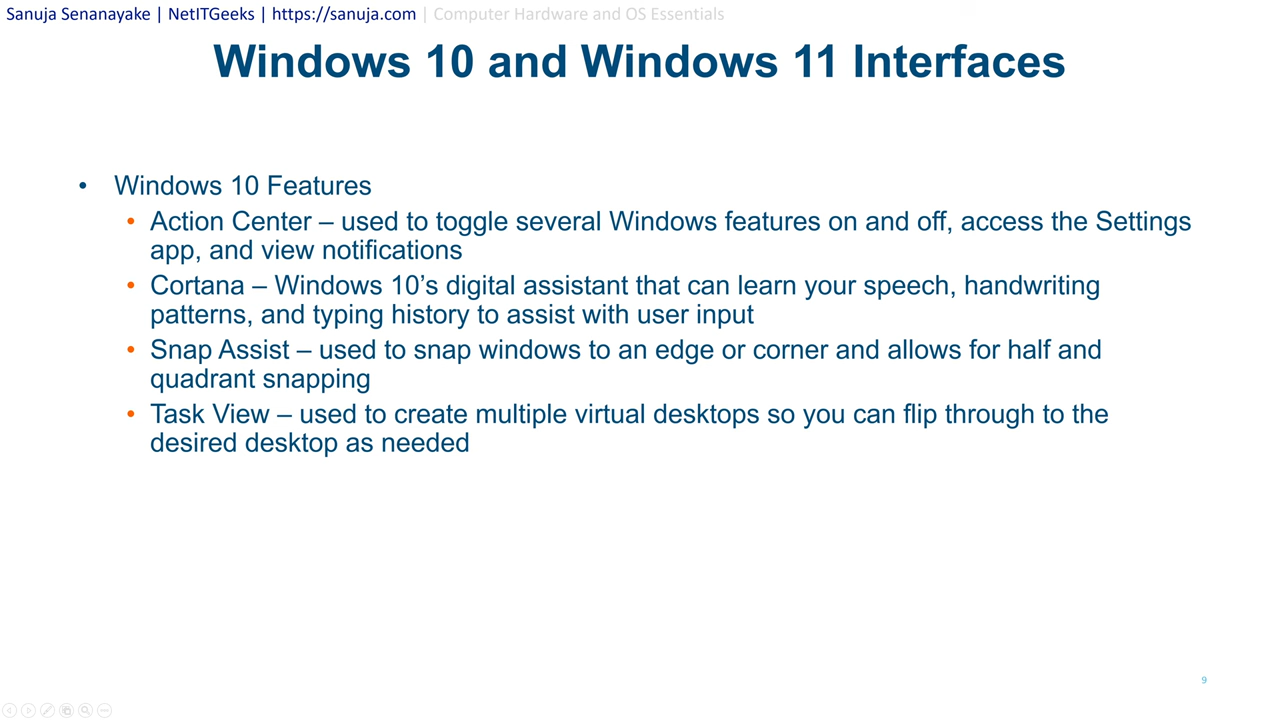 Sanuja Senanayake | NetITGeeks | https://sanuja.com | Computer Hardware and OS Essentials
Windows 10 and Windows 11 Interfaces
• Windows 10 Features
• Action Center – used to toggle several Windows features on and off, access the Settings
app, and view notifications
• Cortana – Windows 10’s digital assistant that can learn your speech, handwriting
patterns, and typing history to assist with user input
• Snap Assist – used to snap windows to an edge or corner and allows for half and
quadrant snapping
• Task View – used to create multiple virtual desktops so you can flip through to the
desired desktop as needed
9